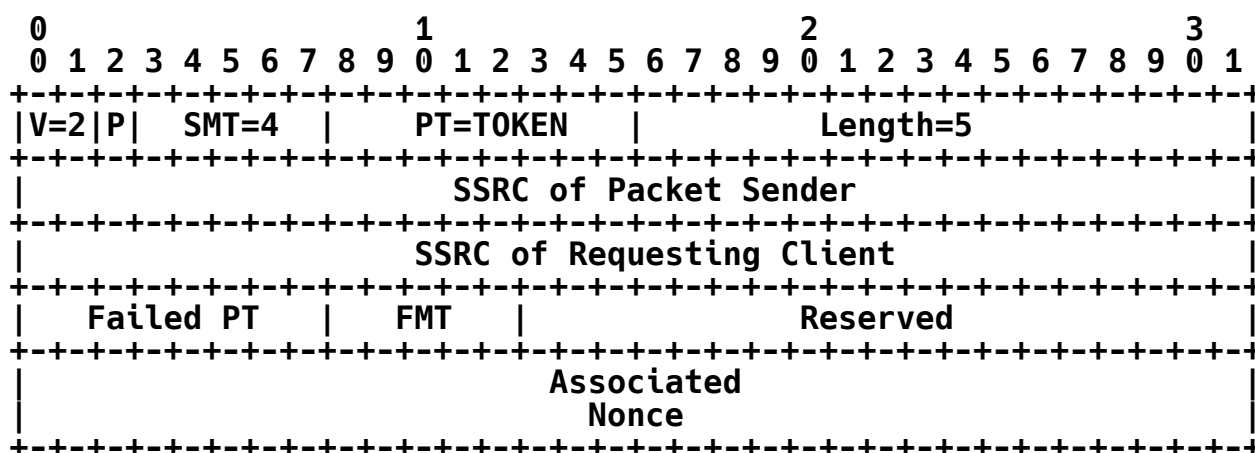 0                   1                   2                   3
 0 1 2 3 4 5 6 7 8 9 0 1 2 3 4 5 6 7 8 9 0 1 2 3 4 5 6 7 8 9 0 1
+-+-+-+-+-+-+-+-+-+-+-+-+-+-+-+-+-+-+-+-+-+-+-+-+-+-+-+-+-+-+-+-+
|V=2|P|  SMT=4  |    PT=TOKEN   |         Length=5              |
+-+-+-+-+-+-+-+-+-+-+-+-+-+-+-+-+-+-+-+-+-+-+-+-+-+-+-+-+-+-+-+-+
|                      SSRC of Packet Sender                    |
+-+-+-+-+-+-+-+-+-+-+-+-+-+-+-+-+-+-+-+-+-+-+-+-+-+-+-+-+-+-+-+-+
|                    SSRC of Requesting Client                  |
+-+-+-+-+-+-+-+-+-+-+-+-+-+-+-+-+-+-+-+-+-+-+-+-+-+-+-+-+-+-+-+-+
|   Failed PT   |   FMT   |              Reserved               |
+-+-+-+-+-+-+-+-+-+-+-+-+-+-+-+-+-+-+-+-+-+-+-+-+-+-+-+-+-+-+-+-+
|                           Associated                          |
|                             Nonce                             |
+-+-+-+-+-+-+-+-+-+-+-+-+-+-+-+-+-+-+-+-+-+-+-+-+-+-+-+-+-+-+-+-+